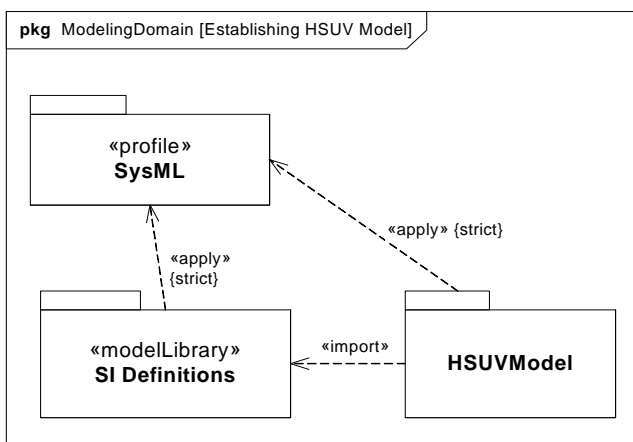 pkg ModelingDomain [Establishing HSUV Model]
«profile»
SysML
«apply» {strict}
«apply»
{strict}
«modelLibrary»
SI Definitions
«import»
HSUVModel